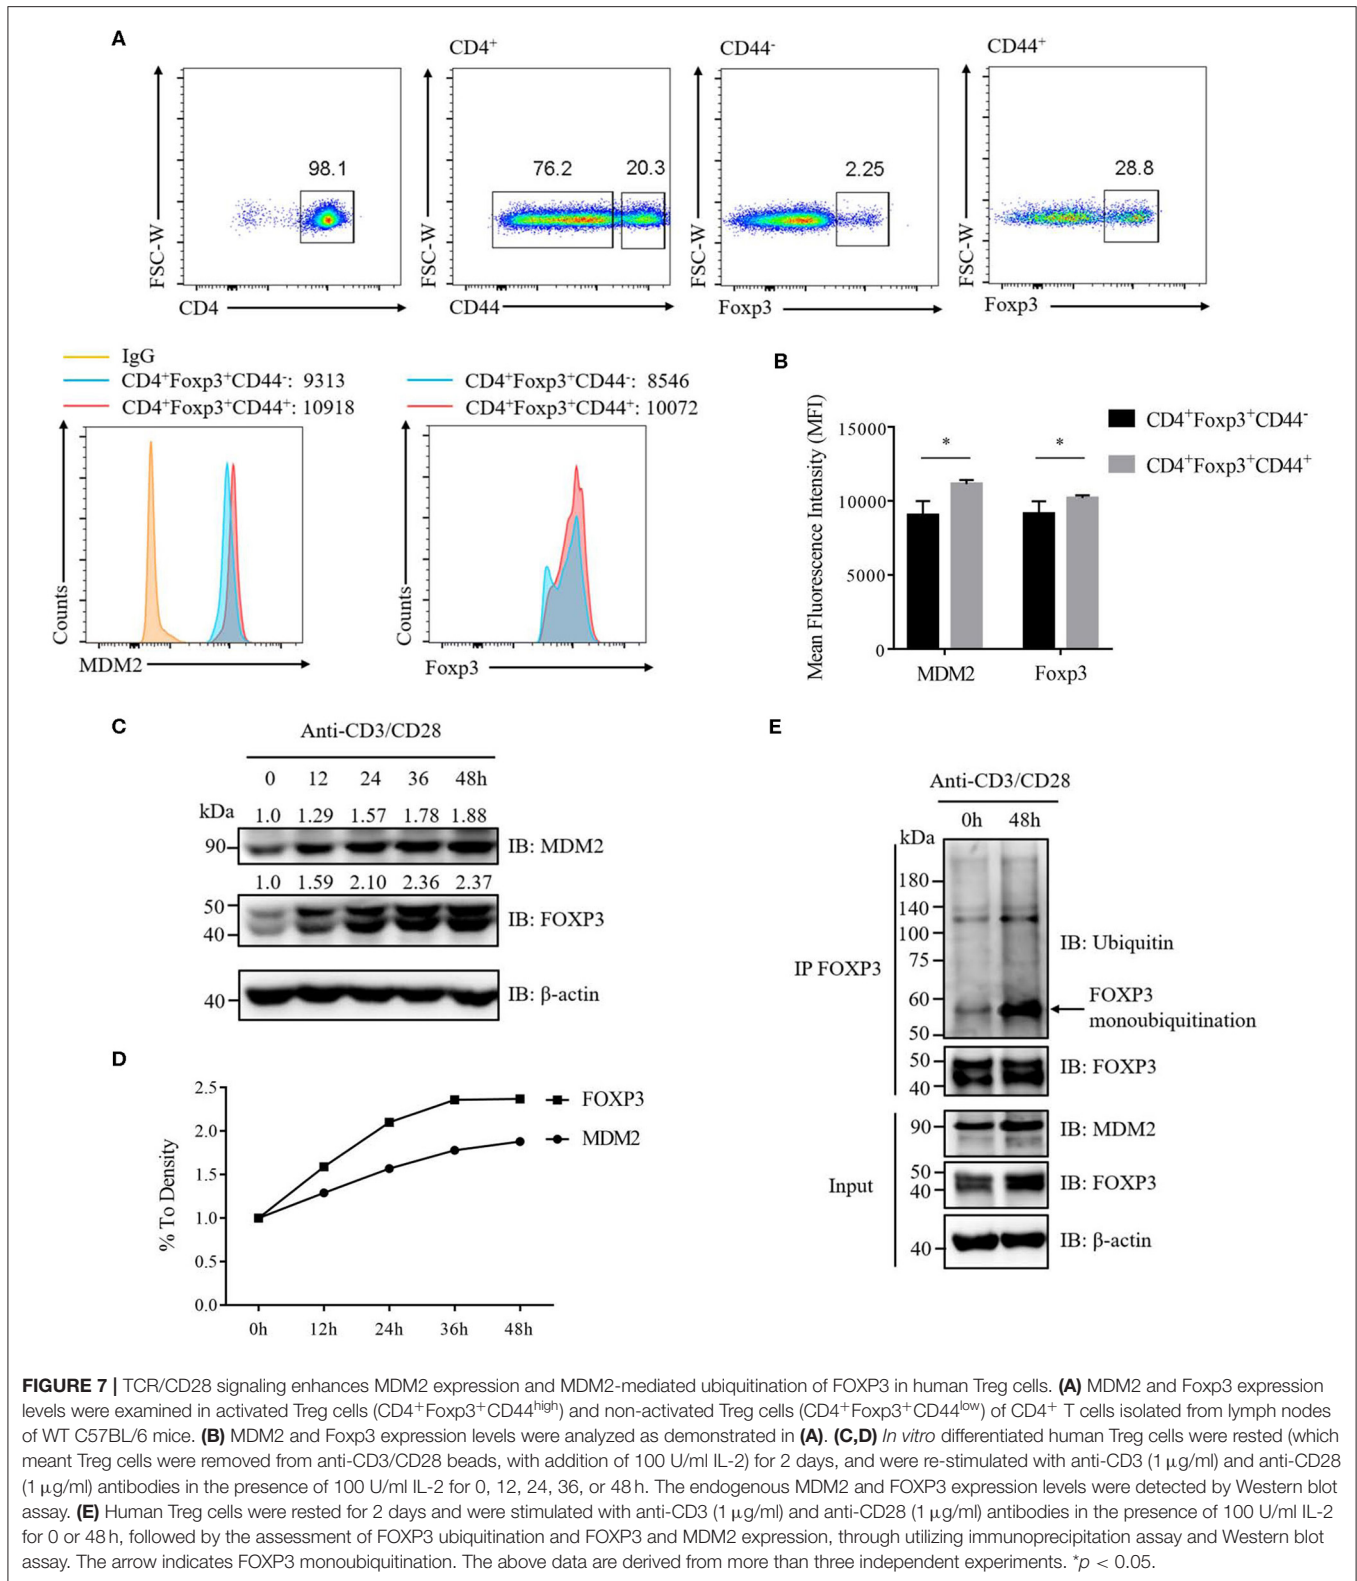 A
CD4⁺
CD44⁻
CD44⁺
98.1
76.2
20.3
2.25
28.8
FSC-W
FSC-W
FSC-W
FSC-W
CD4
CD44
Foxp3
Foxp3
IgG
CD4⁺Foxp3⁺CD44⁻: 9313
CD4⁺Foxp3⁺CD44⁺: 10918
CD4⁺Foxp3⁺CD44⁻: 8546
CD4⁺Foxp3⁺CD44⁺: 10072
Counts
MDM2
Counts
Foxp3
B
CD4⁺Foxp3⁺CD44⁻
CD4⁺Foxp3⁺CD44⁺
Mean Fluorescence Intensity (MFI)
15000
10000
5000
0
* *
MDM2 Foxp3
C
Anti-CD3/CD28
0 12 24 36 48h
kDa 1.0 1.29 1.57 1.78 1.88
90 IB: MDM2
1.0 1.59 2.10 2.36 2.37
50
40
IB: FOXP3
40 IB: β-actin
D
% To Density
2.5
2.0
1.5
1.0
0.5
0.0
0h 12h 24h 36h 48h
FOXP3
MDM2
E
Anti-CD3/CD28
0h 48h
kDa
180
140
100
75
60
50
IP FOXP3
IB: Ubiquitin
FOXP3
monoubiquitination
50
40
IB: FOXP3
Input
90 IB: MDM2
50
40
IB: FOXP3
40 IB: β-actin
FIGURE 7 | TCR/CD28 signaling enhances MDM2 expression and MDM2-mediated ubiquitination of FOXP3 in human Treg cells. (A) MDM2 and Foxp3 expression
levels were examined in activated Treg cells (CD4⁺Foxp3⁺CD44ʰⁱᵍʰ) and non-activated Treg cells (CD4⁺Foxp3⁺CD44ˡᵒʷ) of CD4⁺ T cells isolated from lymph nodes
of WT C57BL/6 mice. (B) MDM2 and Foxp3 expression levels were analyzed as demonstrated in (A). (C,D) In vitro differentiated human Treg cells were rested (which
meant Treg cells were removed from anti-CD3/CD28 beads, with addition of 100 U/ml IL-2) for 2 days, and were re-stimulated with anti-CD3 (1 μg/ml) and anti-CD28
(1 μg/ml) antibodies in the presence of 100 U/ml IL-2 for 0, 12, 24, 36, or 48 h. The endogenous MDM2 and FOXP3 expression levels were detected by Western blot
assay. (E) Human Treg cells were rested for 2 days and were stimulated with anti-CD3 (1 μg/ml) and anti-CD28 (1 μg/ml) antibodies in the presence of 100 U/ml IL-2
for 0 or 48 h, followed by the assessment of FOXP3 ubiquitination and FOXP3 and MDM2 expression, through utilizing immunoprecipitation assay and Western blot
assay. The arrow indicates FOXP3 monoubiquitination. The above data are derived from more than three independent experiments. *p < 0.05.